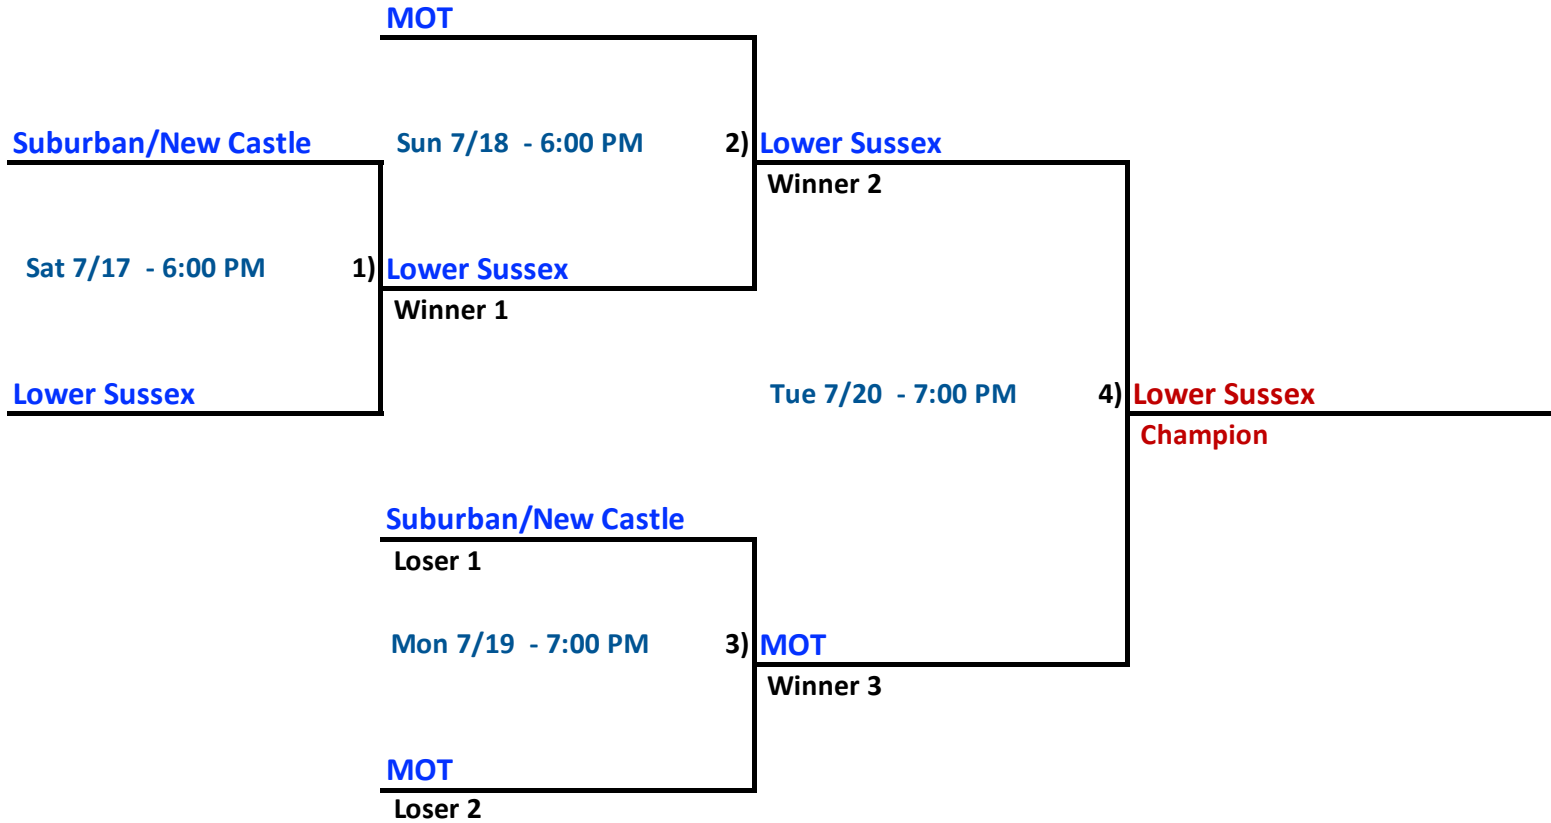 MOT
Suburban/New Castle
Sun 7/18 - 6:00 PM
2) Lower Sussex
Winner 2
Sat 7/17 - 6:00 PM
1) Lower Sussex
Winner 1
Lower Sussex
Tue 7/20 - 7:00 PM
4) Lower Sussex
Champion
Suburban/New Castle
Loser 1
Mon 7/19 - 7:00 PM
3) MOT
Winner 3
MOT
Loser 2